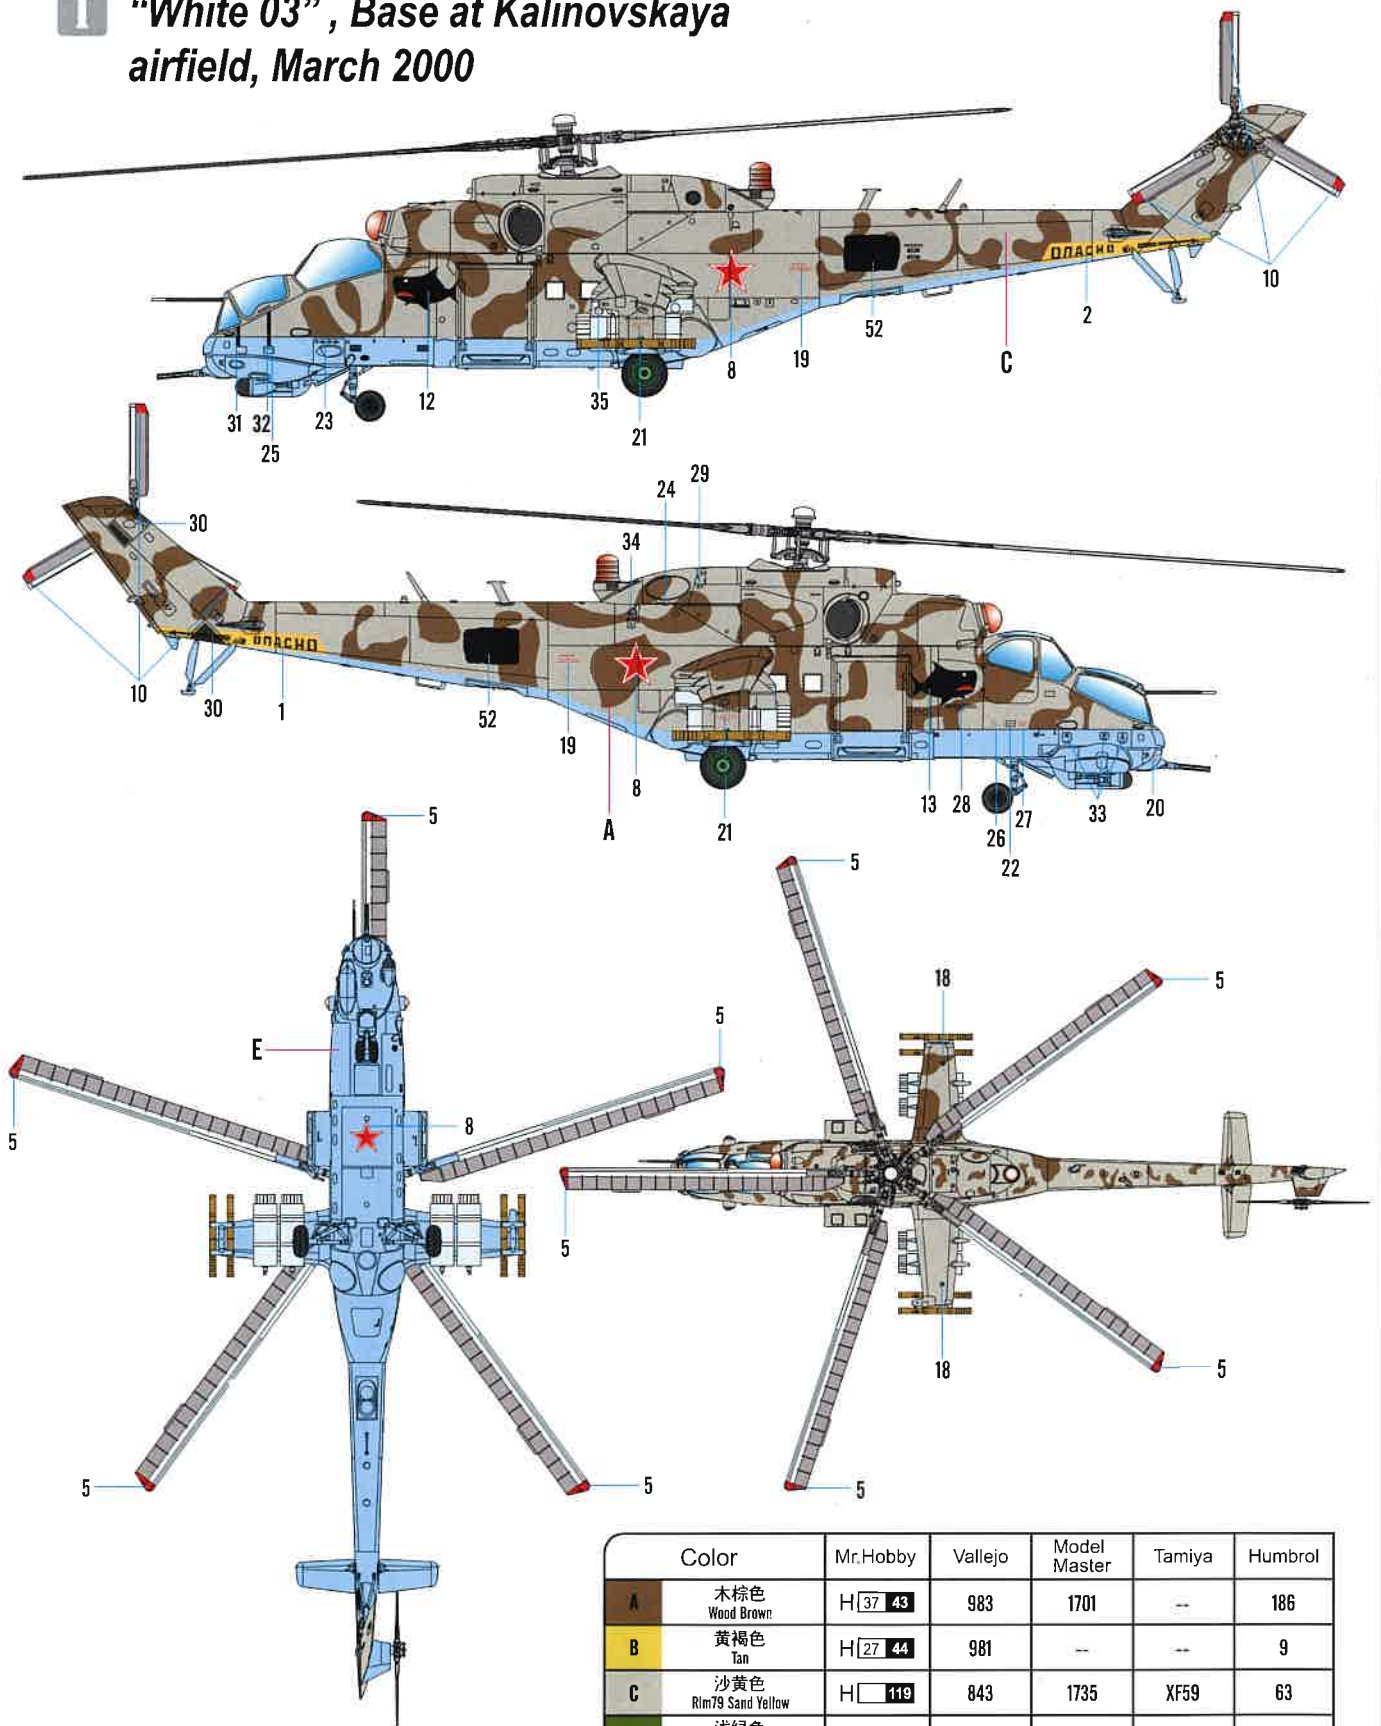 "White 03" , Base at Kalinovskaya
airfield, March 2000
10
ОПАСНО
2
52
C
19
8
12
35
21
31
32
23
25
29
24
34
30
ОПАСНО
10
30
1
52
19
8
A
21
13
28
27
26
22
33
20
5
5
5
18
5
E
5
8
5
5
18
5
5
5
5
Color
Mr.Hobby
Vallejo
Model
Master
Tamiya
Humbrol
A
木棕色
Wood Brown
H 37 43
983
1701
--
186
B
黄褐色
Tan
H 27 44
981
--
--
9
C
沙黄色
Rlm79 Sand Yellow
H 119
843
1735
XF59
63